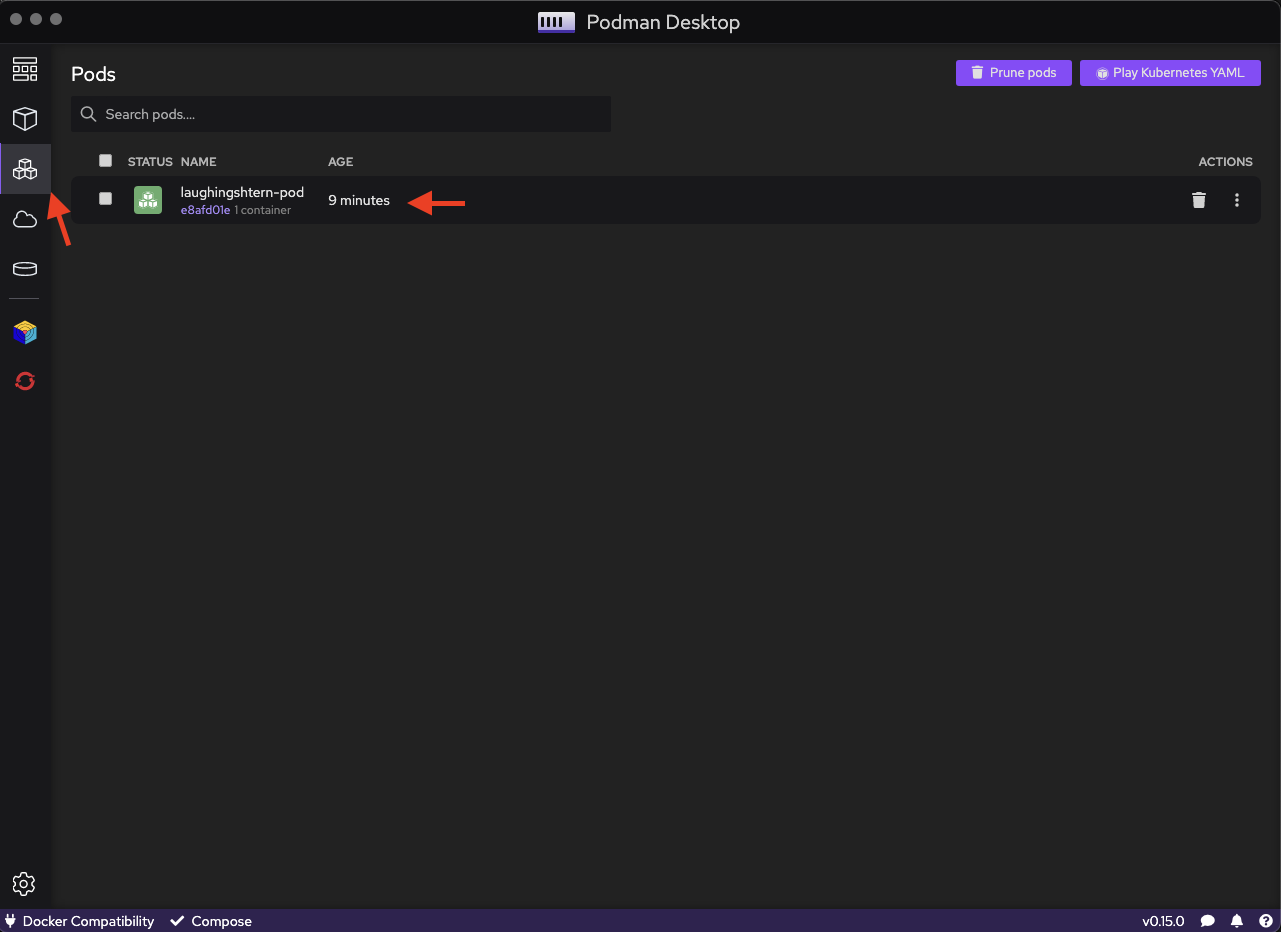 Podman Desktop
Pods
Prune pods
Play Kubernetes YAML
Search pods....
STATUS NAME AGE ACTIONS
laughingshtern-pod
e8afd01e 1 container
9 minutes
Docker Compatibility Compose v0.15.0